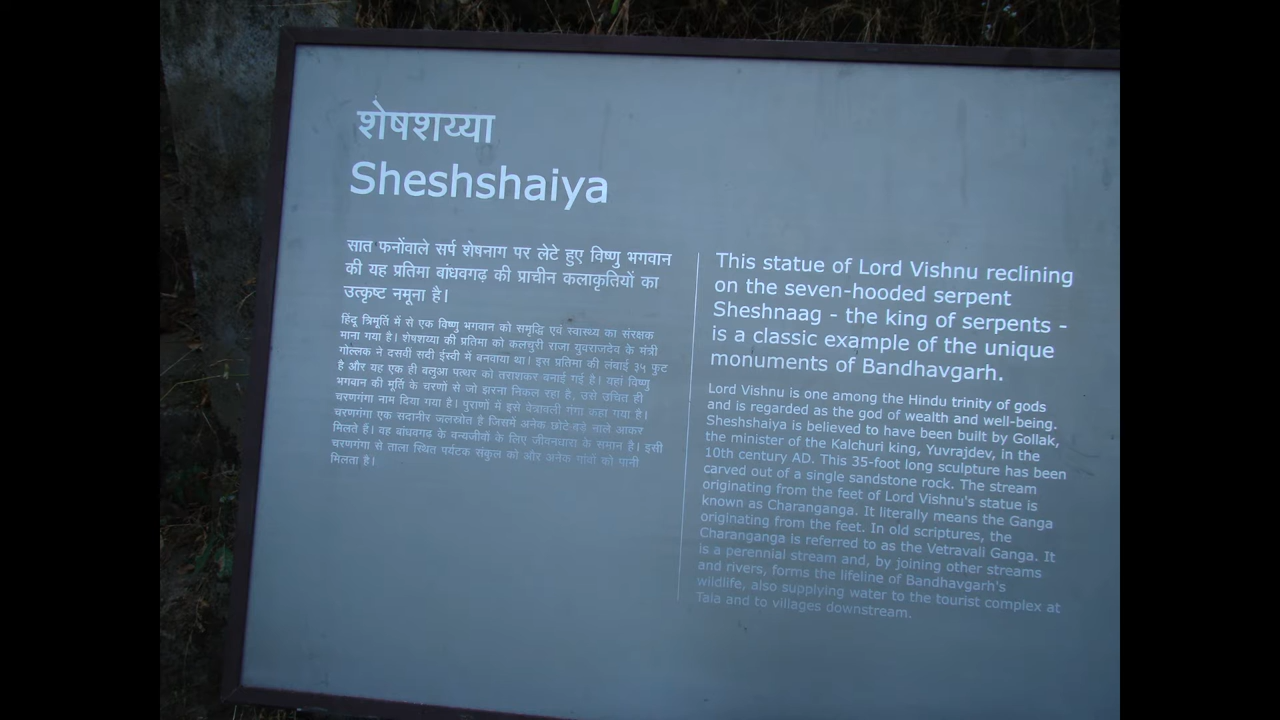 शेषशय्या
Sheshshaiya
सात फनोंवाले सर्प शेषनाग पर लेटे हुए विष्णु भगवान
की यह प्रतिमा बांधवगढ़ की प्राचीन कलाकृतियों का
उत्कृष्ट नमूना है।
हिंदू त्रिमूर्ति में से एक विष्णु भगवान को समृद्धि एवं स्वास्थ्य का संरक्षक
माना गया है। शेषशय्या की प्रतिमा को कलचुरी राजा युवराजदेव के मंत्री
गोल्लक ने दसवीं सदी ईस्वी में बनवाया था। इस प्रतिमा की लंबाई ३५ फुट
है और यह एक ही बलुआ पत्थर को तराशकर बनाई गई है। यहां विष्णु
भगवान की मूर्ति के चरणों से जो झरना निकल रहा है, उसे उचित ही
चरणगंगा नाम दिया गया है। पुराणों में इसे वेत्रावली गंगा कहा गया है।
चरणगंगा एक सदानीर जलस्रोत है जिसमें अनेक छोटे-बड़े नाले आकर
मिलते हैं। वह बांधवगढ़ के वन्यजीवों के लिए जीवनधारा के समान है। इसी
चरणगंगा से ताला स्थित पर्यटक संकुल को और अनेक गांवों को पानी
मिलता है।
This statue of Lord Vishnu reclining
on the seven-hooded serpent
Sheshnaag - the king of serpents -
is a classic example of the unique
monuments of Bandhavgarh.
Lord Vishnu is one among the Hindu trinity of gods
and is regarded as the god of wealth and well-being.
Sheshshaiya is believed to have been built by Gollak,
the minister of the Kalchuri king, Yuvrajdev, in the
10th century AD. This 35-foot long sculpture has been
carved out of a single sandstone rock. The stream
originating from the feet of Lord Vishnu's statue is
known as Charanganga. It literally means the Ganga
originating from the feet. In old scriptures, the
Charanganga is referred to as the Vetravali Ganga. It
is a perennial stream and, by joining other streams
and rivers, forms the lifeline of Bandhavgarh's
wildlife, also supplying water to the tourist complex at
Tala and to villages downstream.